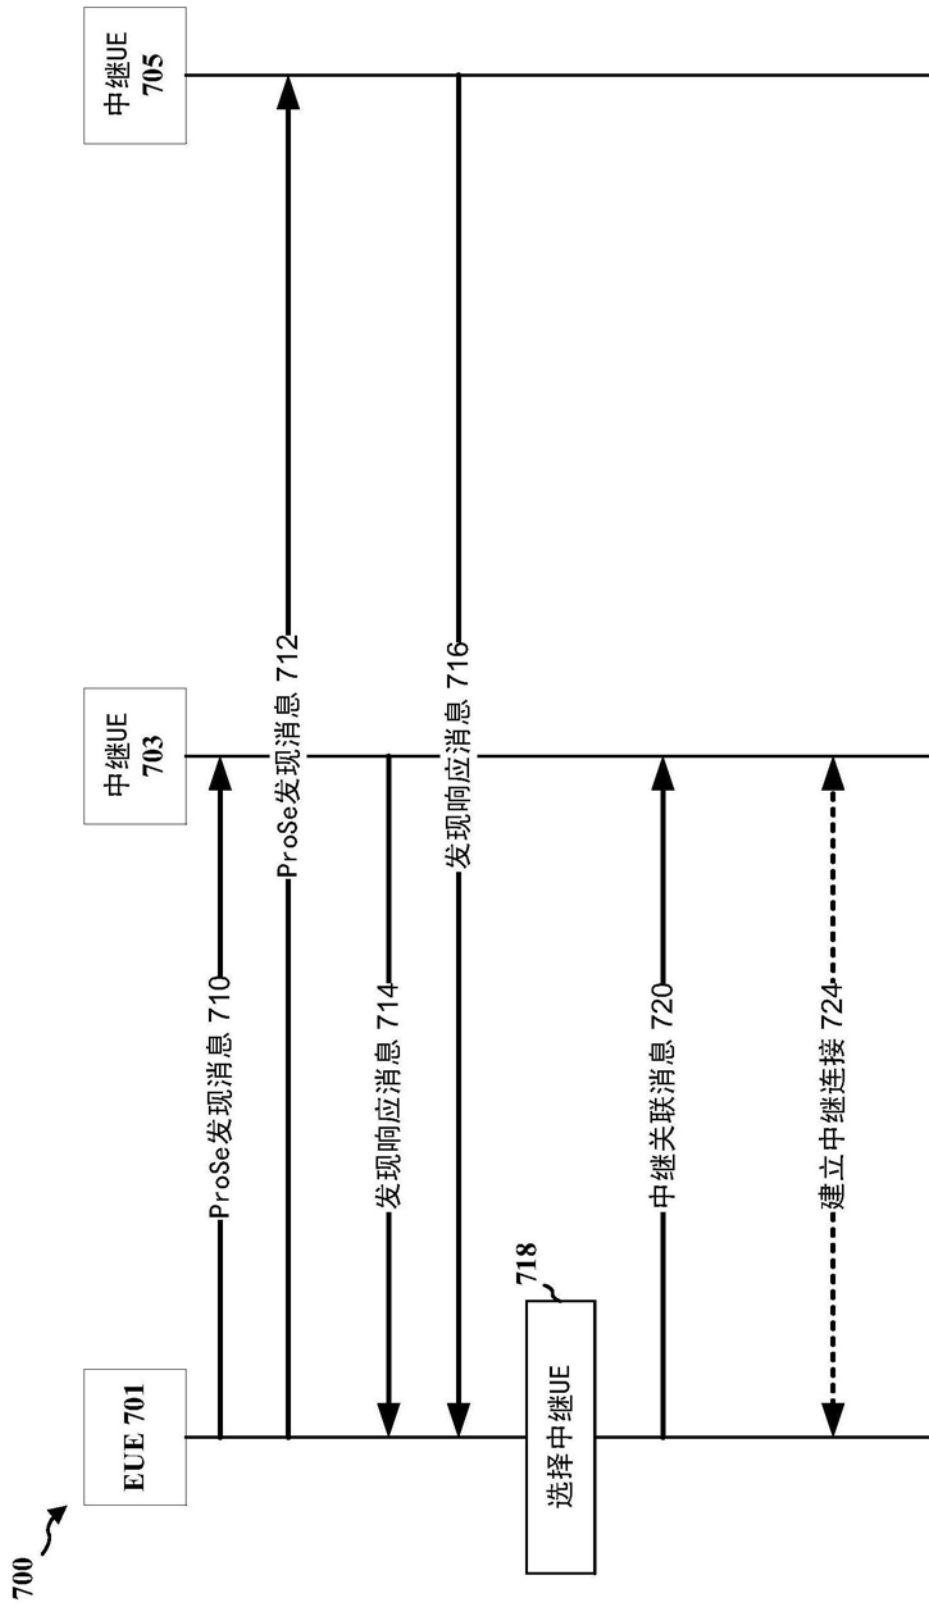 700
EUE 701
中继UE
703
中继UE
705
ProSe发现消息 710
ProSe发现消息 712
发现响应消息 714
发现响应消息 716
718
选择中继UE
中继关联消息 720
建立中继连接 724